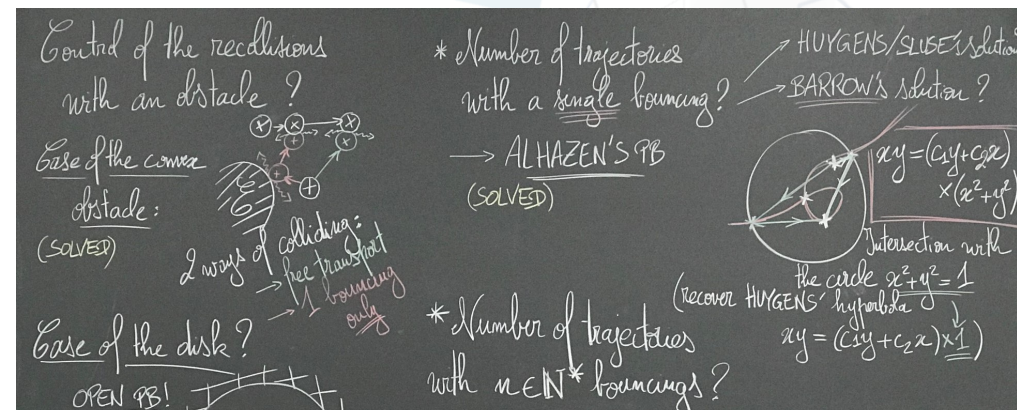 Control of the recollisions
with an obstacle ?
Case of the convex
obstacle:
(SOLVED)
2 ways of colliding:
→ free transport
→ 1 bouncing
only
Case of the disk?
OPEN PB!
* Number of trajectories
with a single bouncing?
→ ALHAZEN'S PB
(SOLVED)
→ HUYGENS/SLUSE'S solution
→ BARROW'S solution ?
xy=(c1y+c2x)
×(x²+y²)
Intersection with
the circle x²+y²=1
(recover HUYGENS' hyperbola
xy = (c1y+c2x)×1)
* Number of trajectories
with n∈ℕ* bouncings?